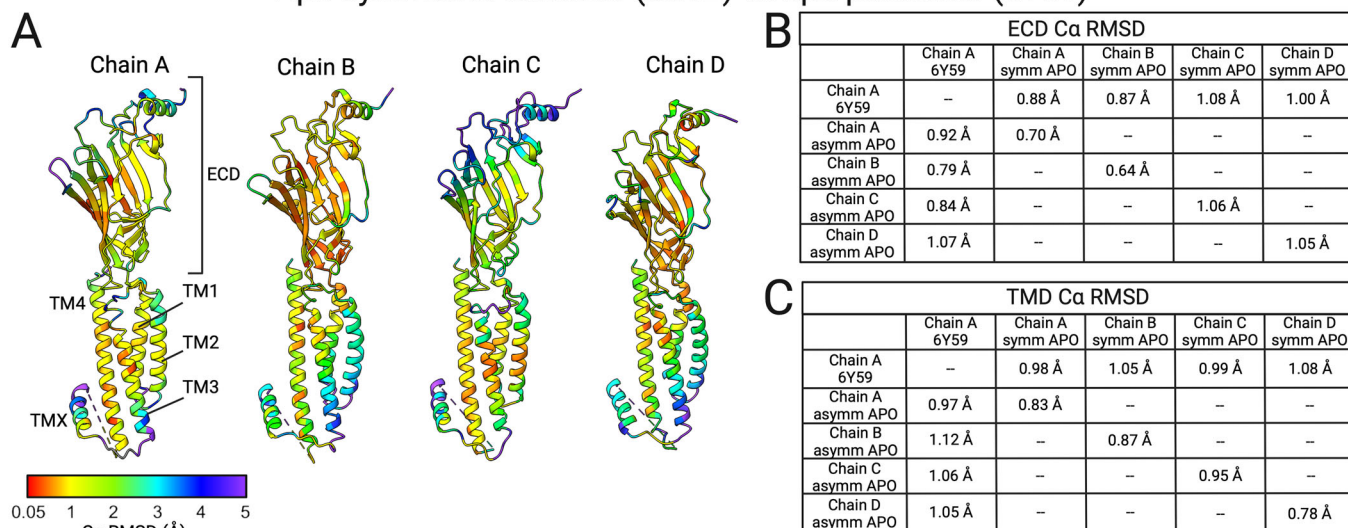 A
Chain A
Chain B
Chain C
Chain D
ECD
TM4
TM1
TM2
TM3
TMX
0.05 1 2 3 4 5
RMSD (Å)
B
ECD Cα RMSD
Chain A 6Y59 Chain A symm APO Chain B symm APO Chain C symm APO Chain D symm APO
Chain A 6Y59 -- 0.88 Å 0.87 Å 1.08 Å 1.00 Å
Chain A asymm APO 0.92 Å 0.70 Å -- -- --
Chain B asymm APO 0.79 Å -- 0.64 Å -- --
Chain C asymm APO 0.84 Å -- -- 1.06 Å --
Chain D asymm APO 1.07 Å -- -- -- 1.05 Å
C
TMD Cα RMSD
Chain A 6Y59 Chain A symm APO Chain B symm APO Chain C symm APO Chain D symm APO
Chain A 6Y59 -- 0.98 Å 1.05 Å 0.99 Å 1.08 Å
Chain A asymm APO 0.97 Å 0.83 Å -- -- --
Chain B asymm APO 1.12 Å -- 0.87 Å -- --
Chain C asymm APO 1.06 Å -- -- 0.95 Å --
Chain D asymm APO 1.05 Å -- -- -- 0.78 Å